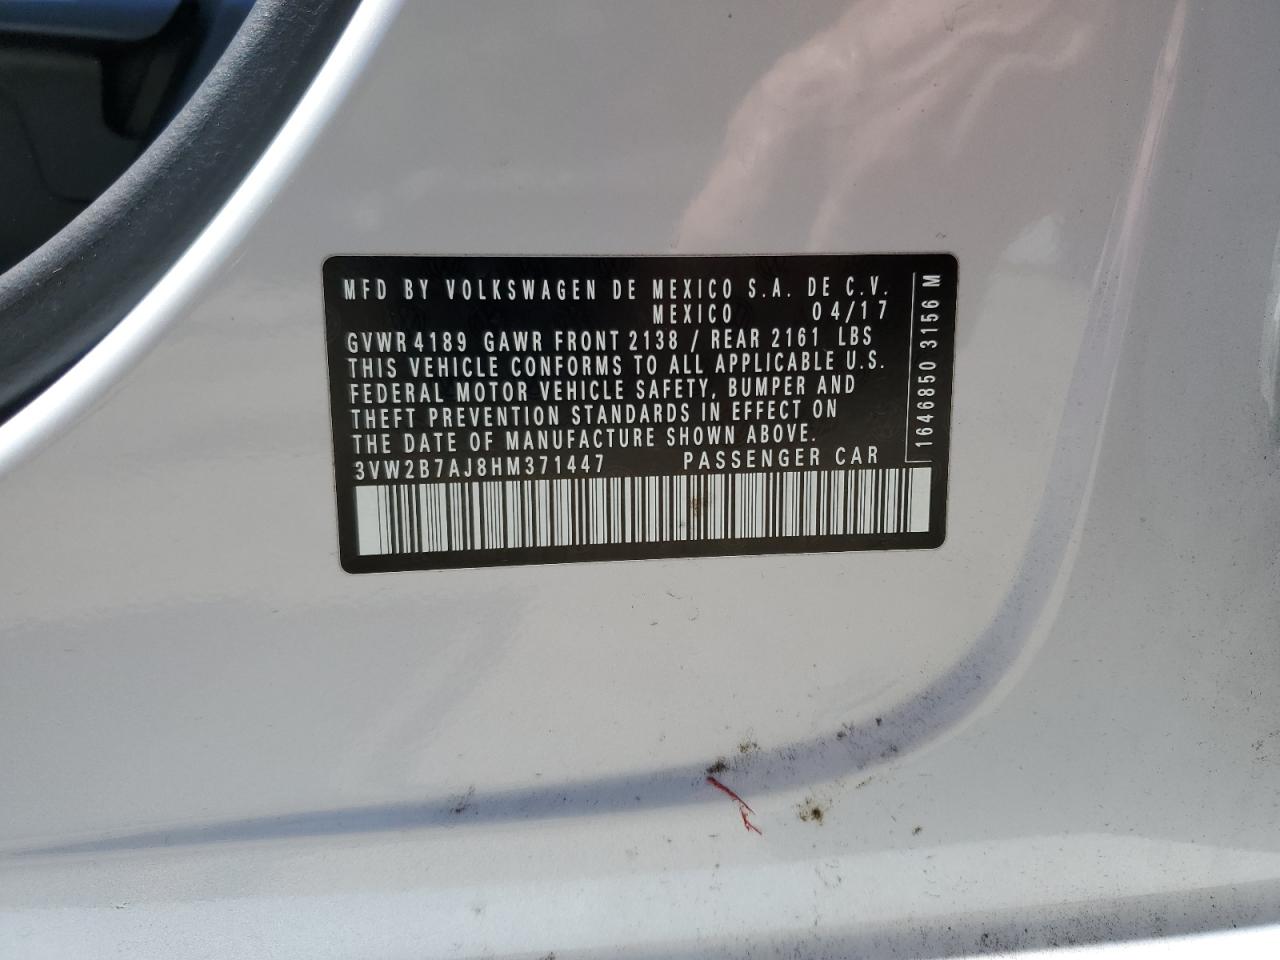 MFD BY VOLKSWAGEN DE MEXICO S.A. DE C.V.
MEXICO 04/17
GVWR 4189 GAWR FRONT 2138 / REAR 2161 LBS
THIS VEHICLE CONFORMS TO ALL APPLICABLE U.S.
FEDERAL MOTOR VEHICLE SAFETY, BUMPER AND
THEFT PREVENTION STANDARDS IN EFFECT ON
THE DATE OF MANUFACTURE SHOWN ABOVE.
3VW2B7AJ8HM371447 PASSENGER CAR
1646850 3156 M